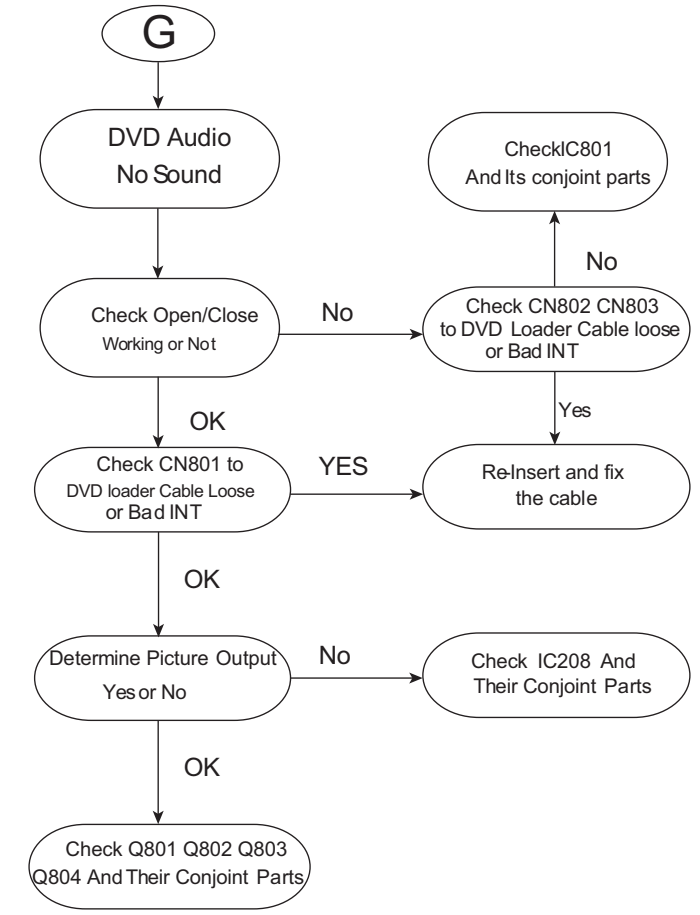 G
DVD Audio
No Sound
CheckIC801
And Its conjoint parts
No
Check Open/Close
Working or Not
No
Check CN802 CN803
to DVD Loader Cable loose
or Bad INT
Yes
OK
Check CN801 to
DVD loader Cable Loose
or Bad INT
YES
Re-Insert and fix
the cable
OK
Determine Picture Output
Yes or No
No
Check IC208 And
Their Conjoint Parts
OK
Check Q801 Q802 Q803
Q804 And Their Conjoint Parts